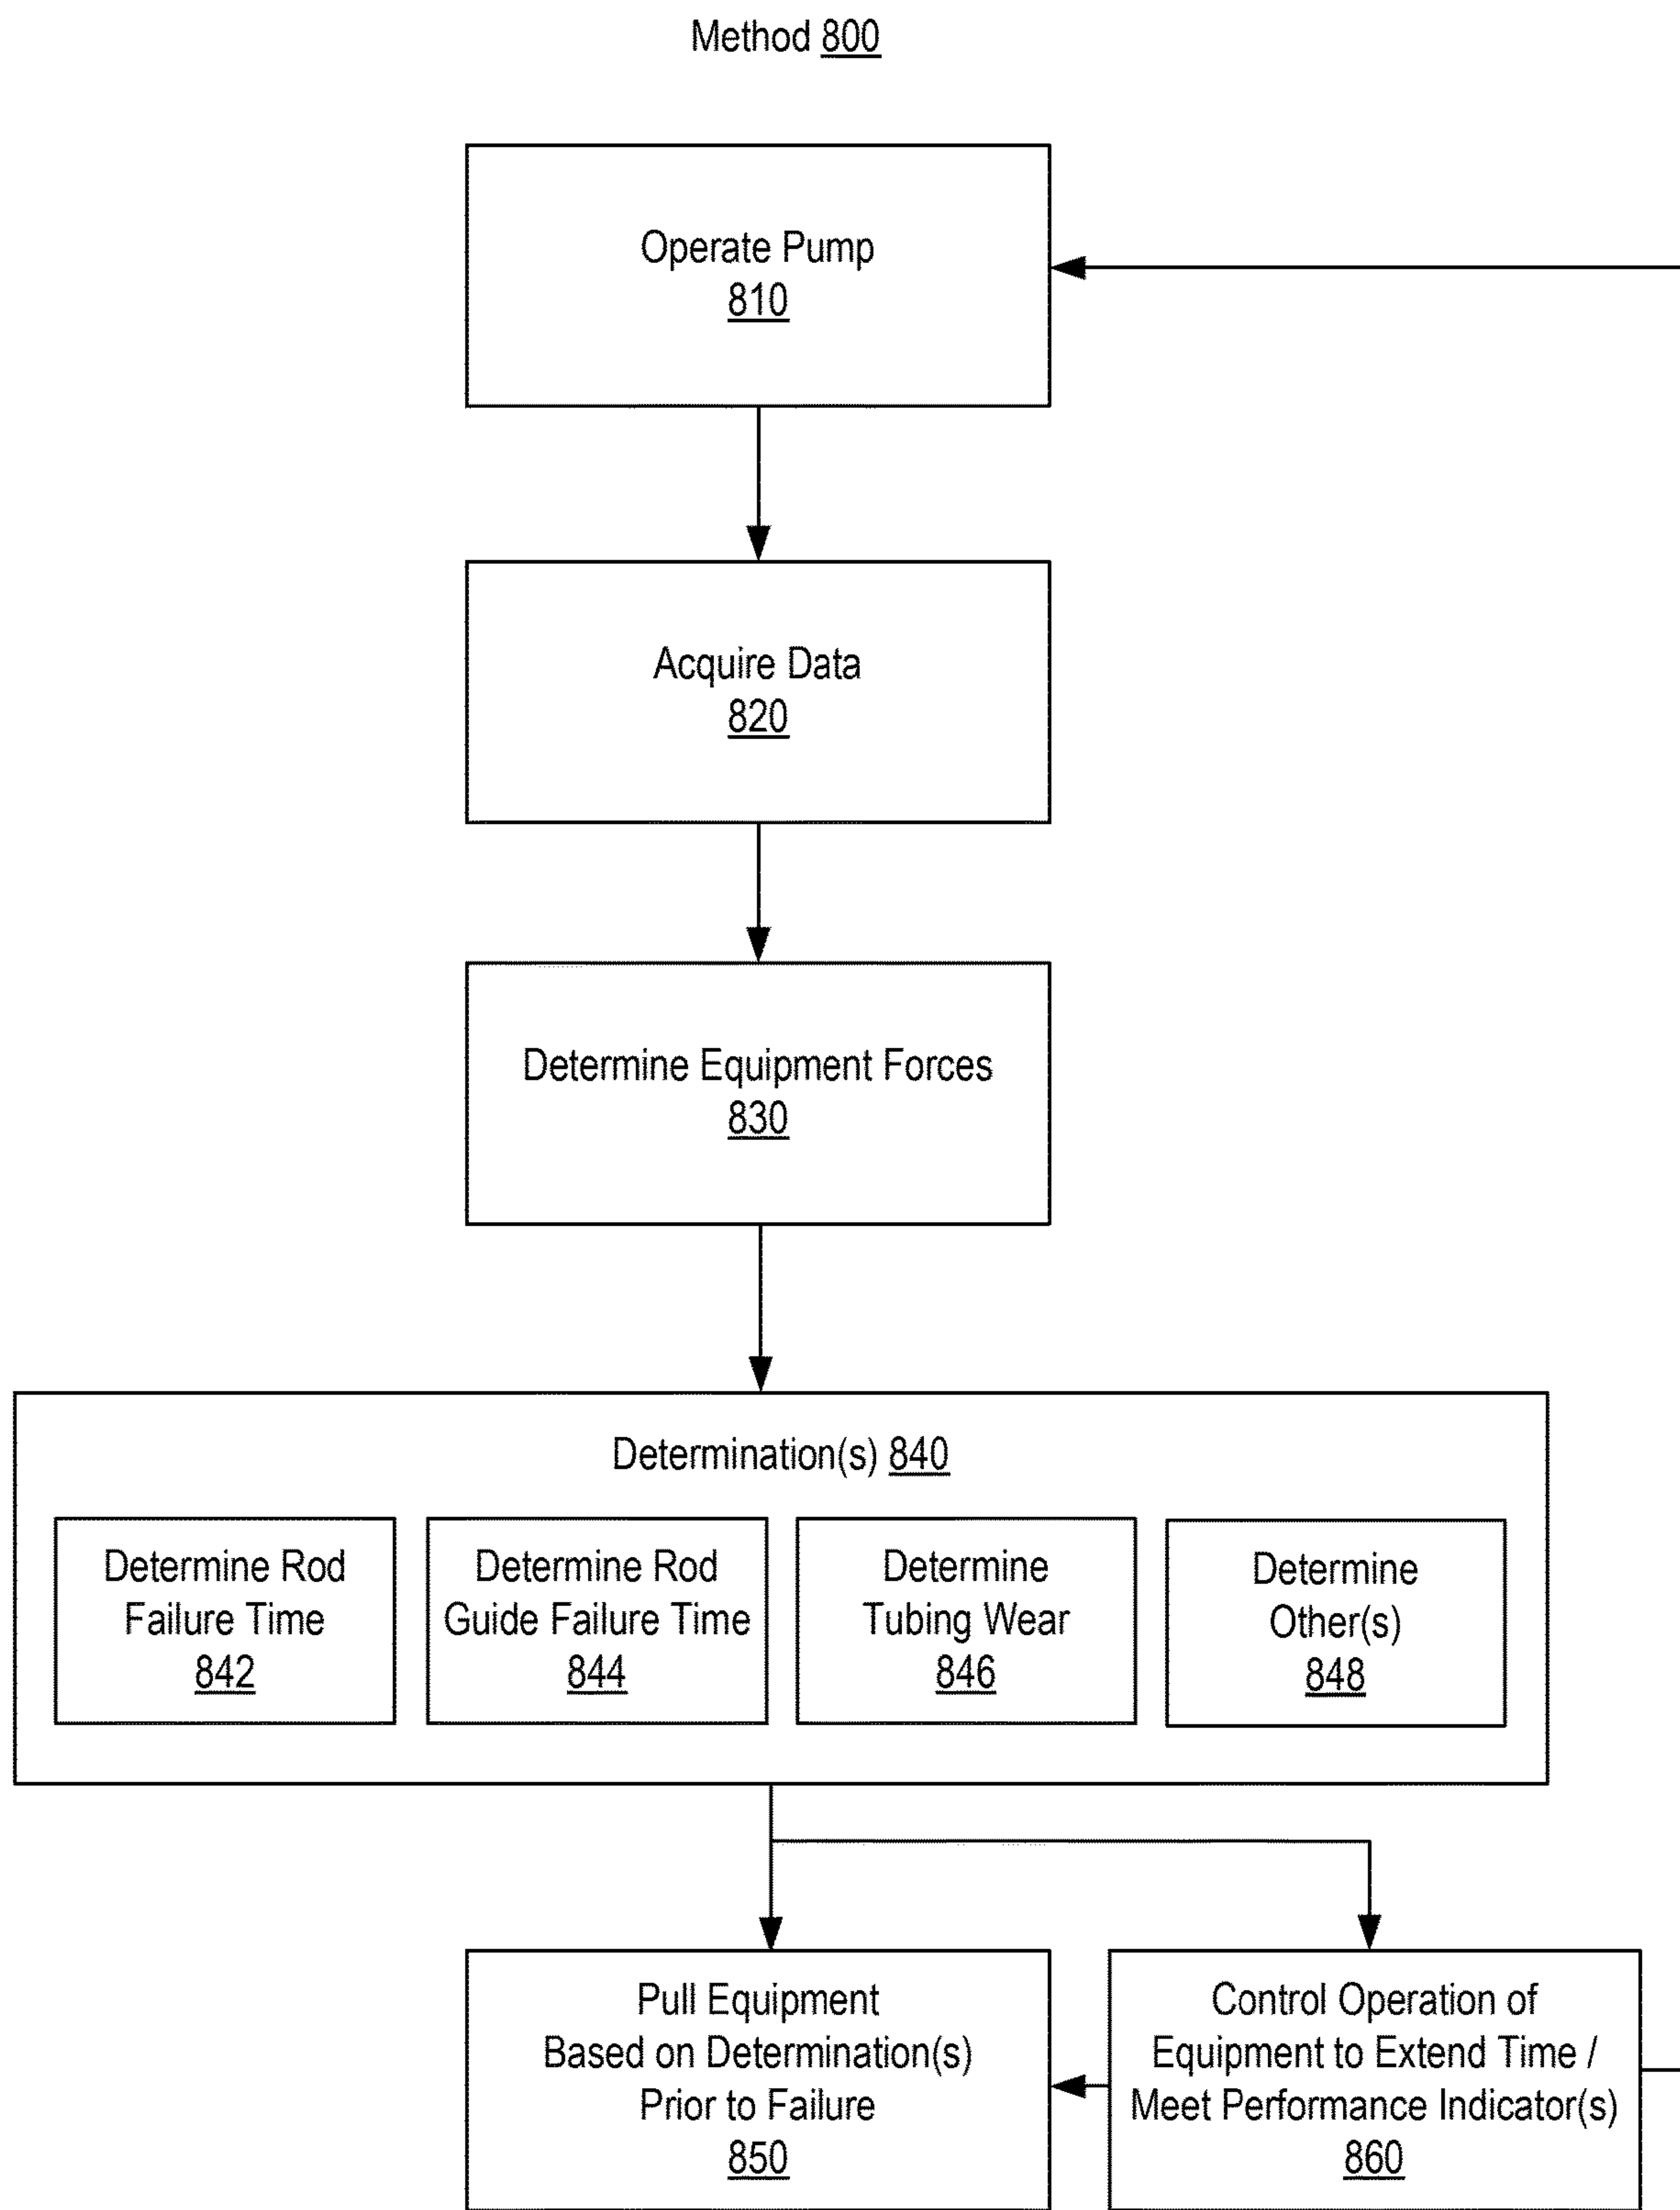 Method 800
Operate Pump
810
Acquire Data
820
Determine Equipment Forces
830
Determination(s) 840
Determine Rod
Failure Time
842
Determine Rod
Guide Failure Time
844
Determine
Tubing Wear
846
Determine
Other(s)
848
Pull Equipment
Based on Determination(s)
Prior to Failure
850
Control Operation of
Equipment to Extend Time /
Meet Performance Indicator(s)
860